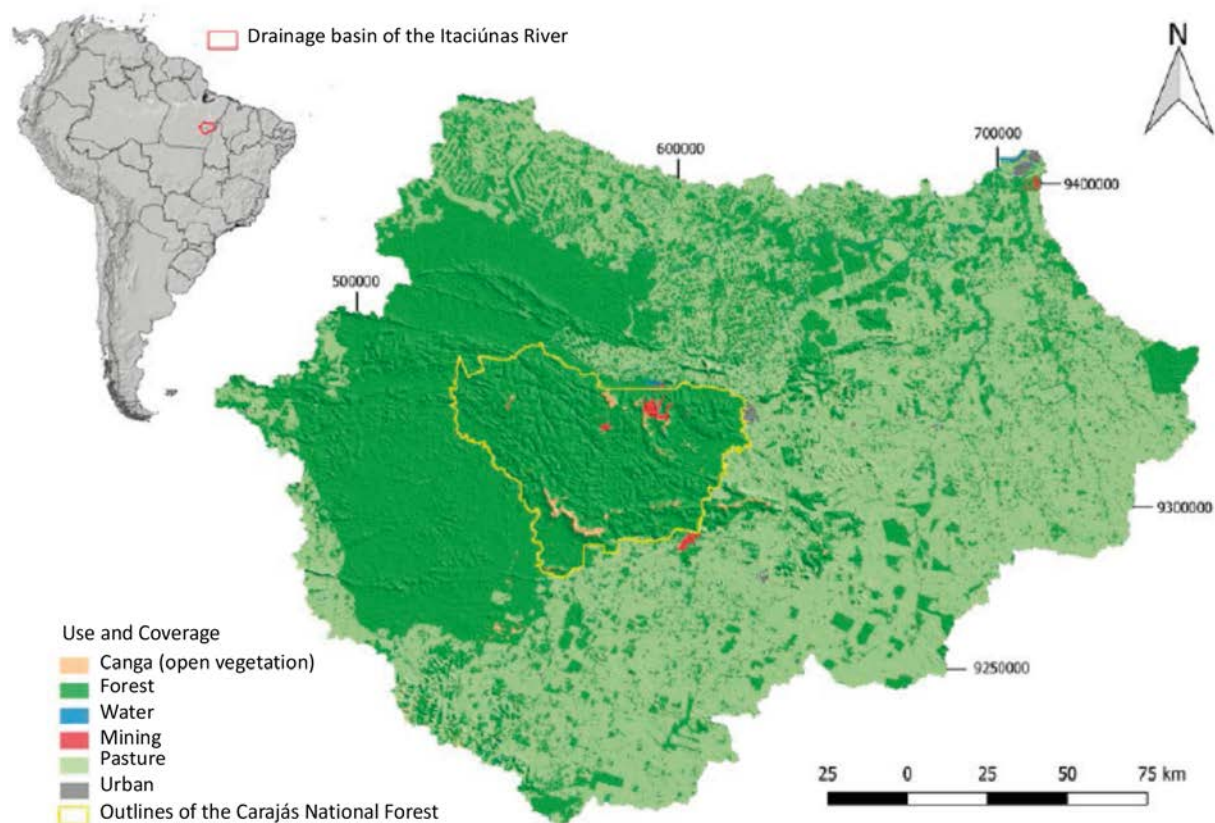 Drainage basin of the Itaciúnas River
N
700000
600000
9400000
500000
9300000
Use and Coverage
Canga (open vegetation)
Forest
9250000
Water
Mining
Pasture
Urban
25 0 25 50 75 km
Outlines of the Carajás National Forest